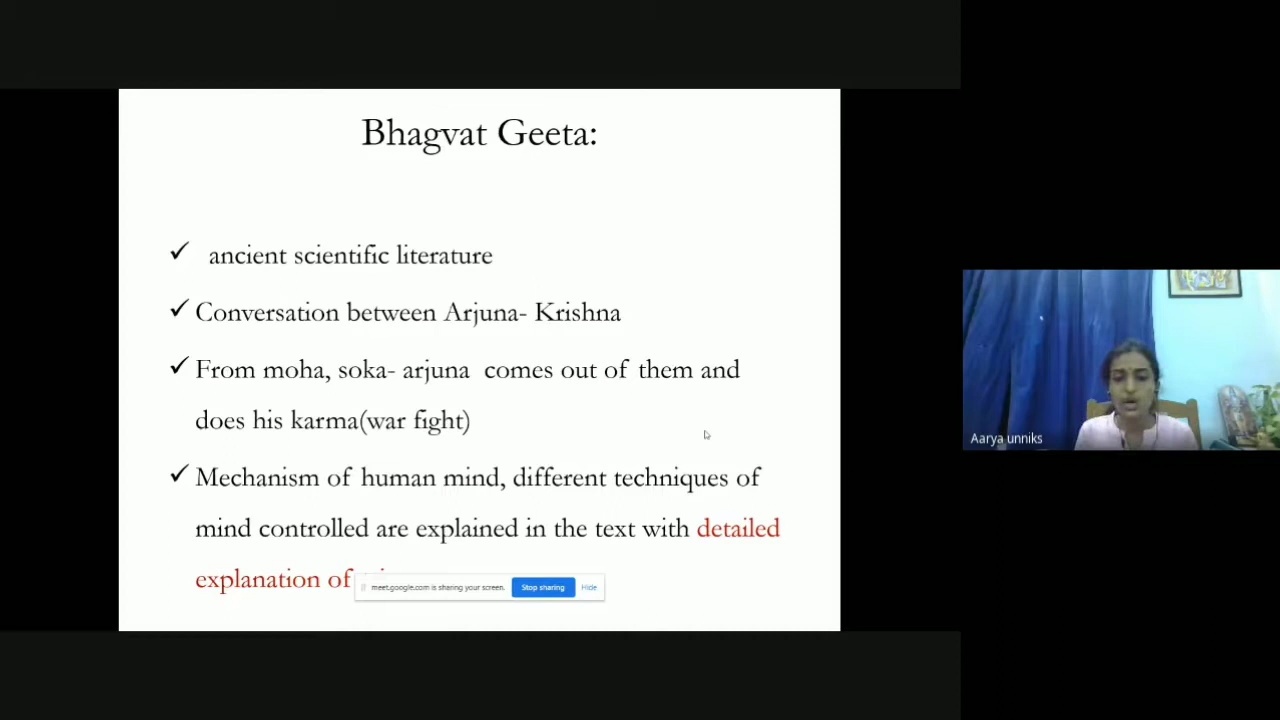 Bhagvat Geeta:
✓ ancient scientific literature
✓ Conversation between Arjuna- Krishna
✓ From moha, soka- arjuna comes out of them and
does his karma(war fight)
✓ Mechanism of human mind, different techniques of
mind controlled are explained in the text with detailed
explanation of
meet.google.com is sharing your screen. Stop sharing Hide
Aarya unniks